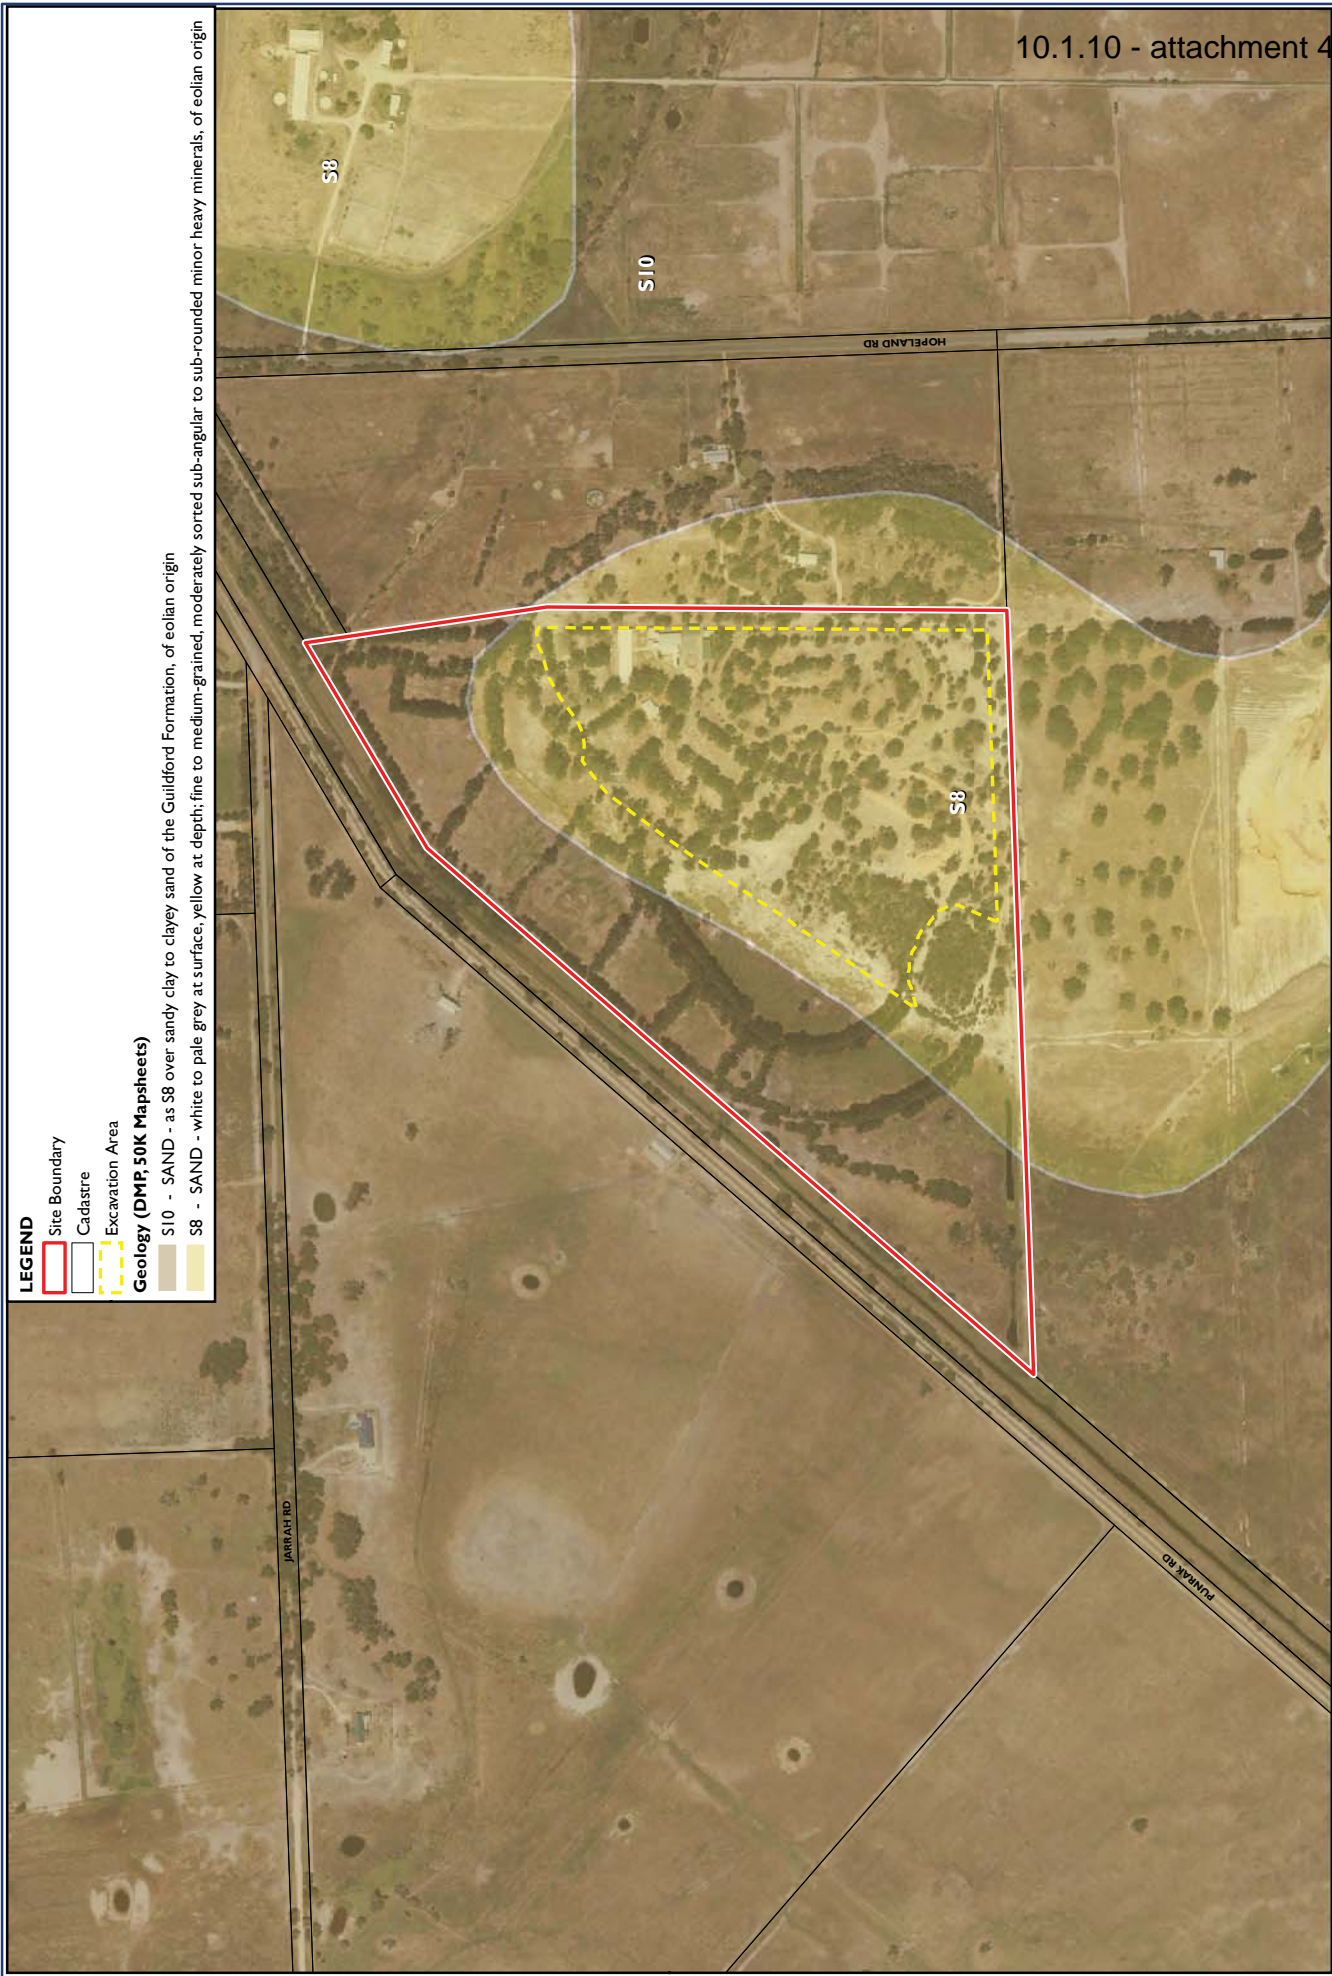 10.1.10 - attachment 4
LEGEND
Site Boundary
Cadastre
Excavation Area
Geology (DMP, 50K Mapsheets)
S10 - SAND - as S8 over sandy clay to clayey sand of the Guildford Formation, of eolian origin
S8 - SAND - white to pale grey at surface, yellow at depth; fine to medium-grained, moderately sorted sub-angular to sub-rounded minor heavy minerals, of eolian origin
S8
S10
HOPELAND RD
S8
JARRAH RD
PUNRAK RD